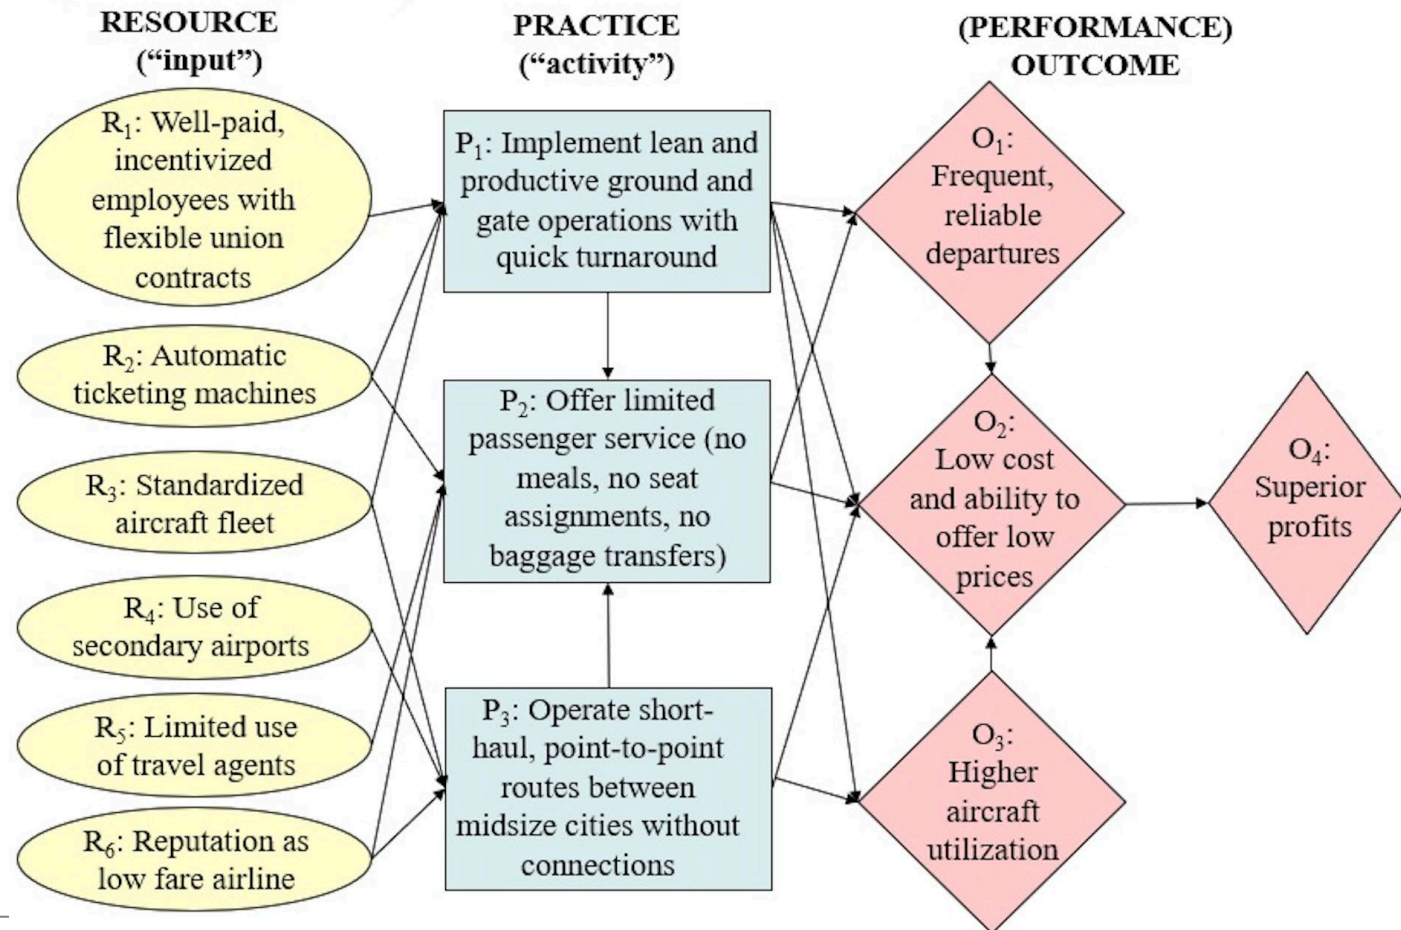 RESOURCE
(“input”)
PRACTICE
(“activity”)
(PERFORMANCE)
OUTCOME
R₁: Well-paid,
incentivized
employees with
flexible union
contracts
R₂: Automatic
ticketing machines
R₃: Standardized
aircraft fleet
R₄: Use of
secondary airports
R₅: Limited use
of travel agents
R₆: Reputation as
low fare airline
P₁: Implement lean and
productive ground and
gate operations with
quick turnaround
P₂: Offer limited
passenger service (no
meals, no seat
assignments, no
baggage transfers)
P₃: Operate short-
haul, point-to-point
routes between
midsize cities without
connections
O₁:
Frequent,
reliable
departures
O₂:
Low cost
and ability to
offer low
prices
O₃:
Higher
aircraft
utilization
O₄:
Superior
profits